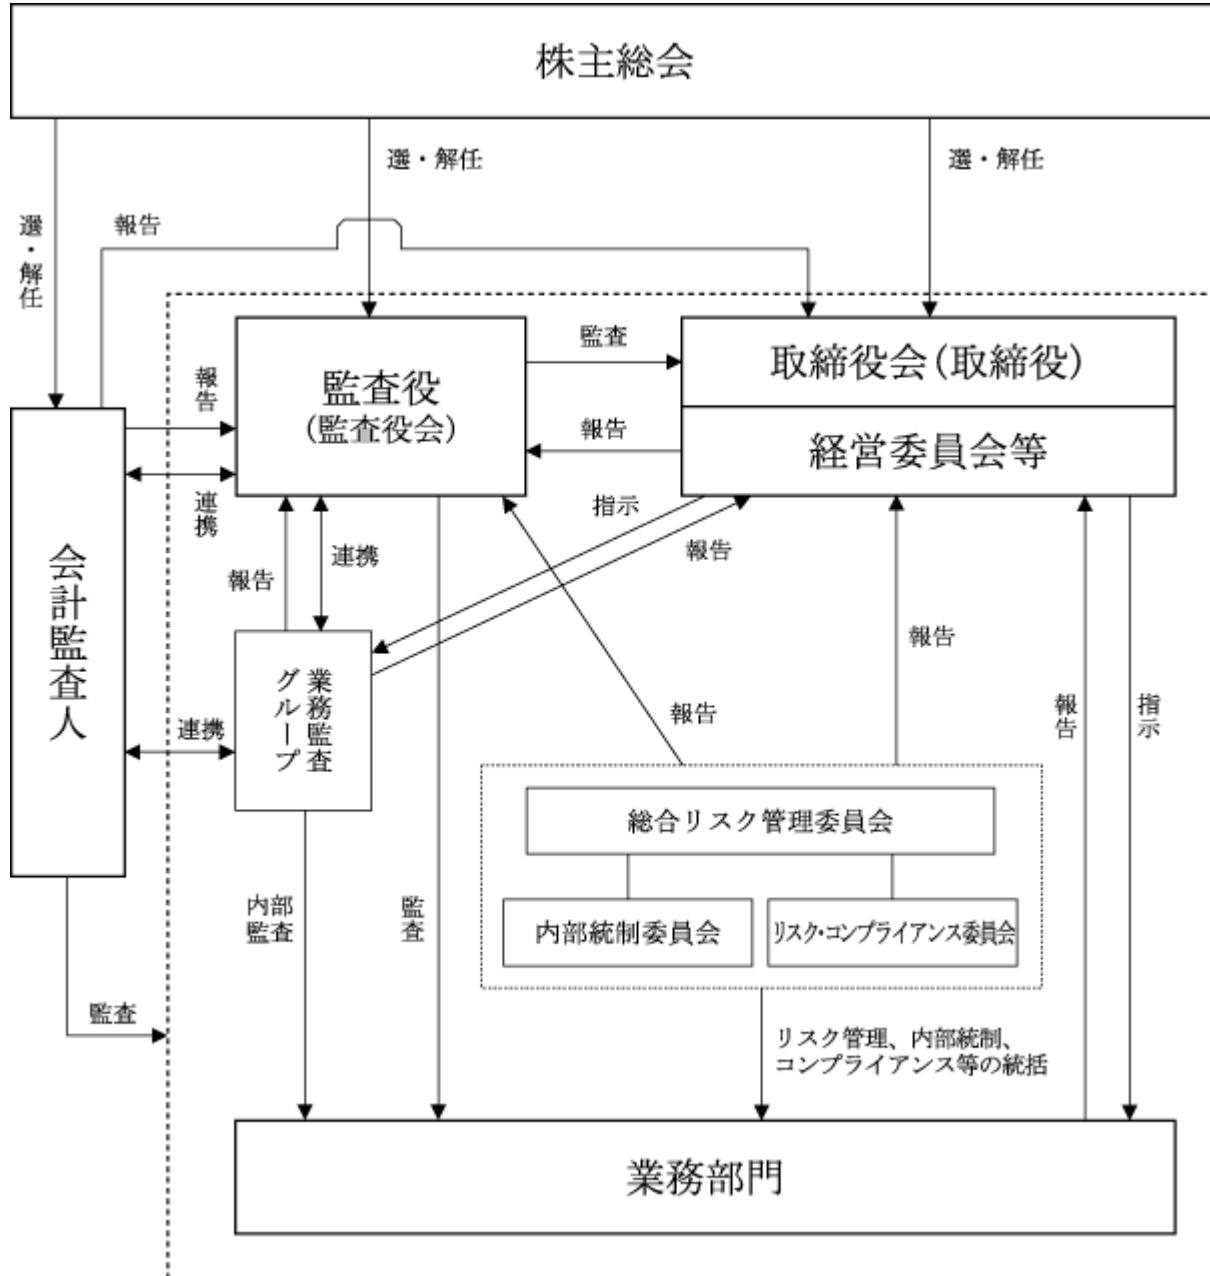 株主総会
選・解任
選・解任
選・解任
報告
監査役
(監査役会)
監査
報告
取締役会(取締役)
経営委員会等
報告
連携
会計監査人
報告
連携
指示
報告
業務監査
グループ
連携
報告
報告
報告
指示
総合リスク管理委員会
内部統制委員会
リスク・コンプライアンス委員会
内部
監査
監査
監査
リスク管理、内部統制、
コンプライアンス等の統括
業務部門